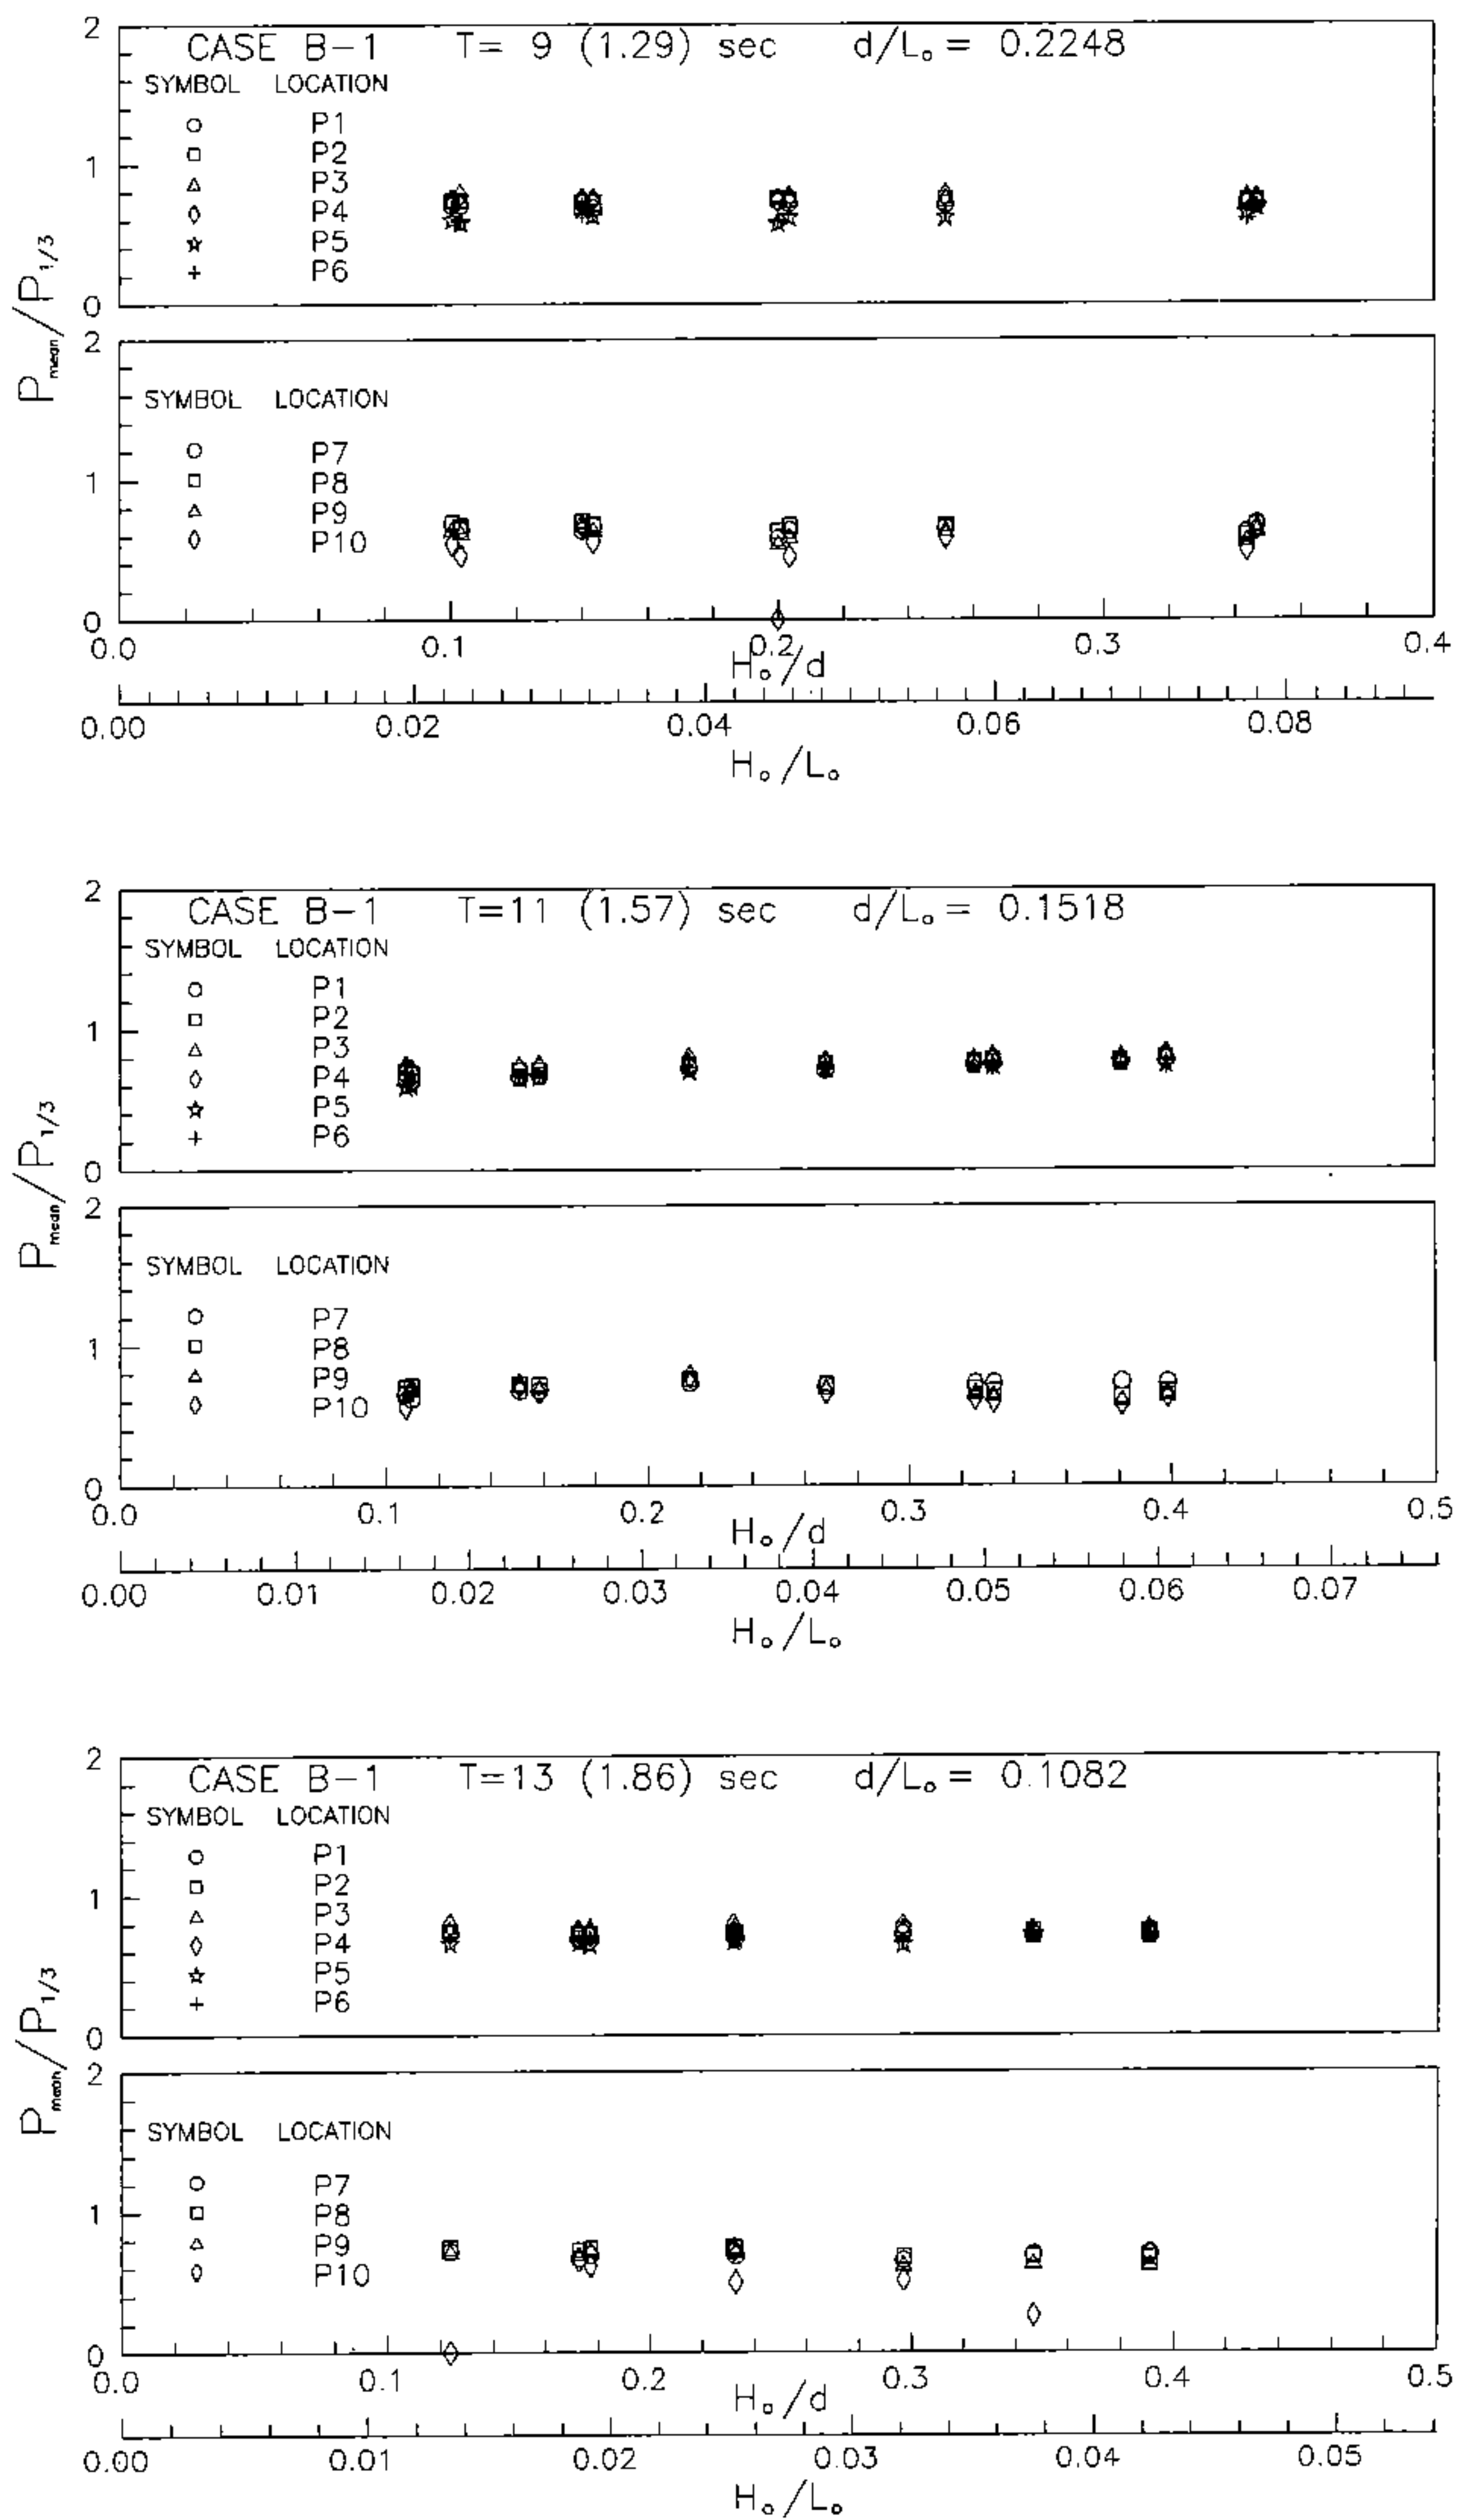 2
CASE B-1 T= 9 (1.29) sec d/Lo = 0.2248
SYMBOL LOCATION
P1
P2
1
P3
P4
P5
P6
0
Pmean/P1/3
2
SYMBOL LOCATION
P7
1
P8
P9
P10
0
0.0 0.1 0.2 0.3 0.4
Ho/d
0.00 0.02 0.04 0.06 0.08
Ho/Lo
2
CASE B-1 T=11 (1.57) sec d/Lo = 0.1518
SYMBOL LOCATION
P1
P2
1
P3
P4
P5
P6
0
Pmean/P1/3
2
SYMBOL LOCATION
P7
1
P8
P9
P10
0
0.0 0.1 0.2 0.3 0.4 0.5
Ho/d
0.00 0.01 0.02 0.03 0.04 0.05 0.06 0.07
Ho/Lo
2
CASE B-1 T=13 (1.86) sec d/Lo = 0.1082
SYMBOL LOCATION
P1
P2
1
P3
P4
P5
P6
0
Pmean/P1/3
2
SYMBOL LOCATION
P7
1
P8
P9
P10
0
0.0 0.1 0.2 0.3 0.4 0.5
Ho/d
0.00 0.01 0.02 0.03 0.04 0.05
Ho/Lo